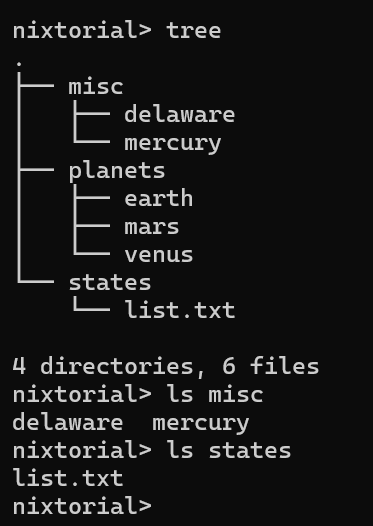 nixtorial> tree
.
├── misc
│   ├── delaware
│   └── mercury
├── planets
│   ├── earth
│   ├── mars
│   └── venus
└── states
    └── list.txt

4 directories, 6 files
nixtorial> ls misc
delaware  mercury
nixtorial> ls states
list.txt
nixtorial>